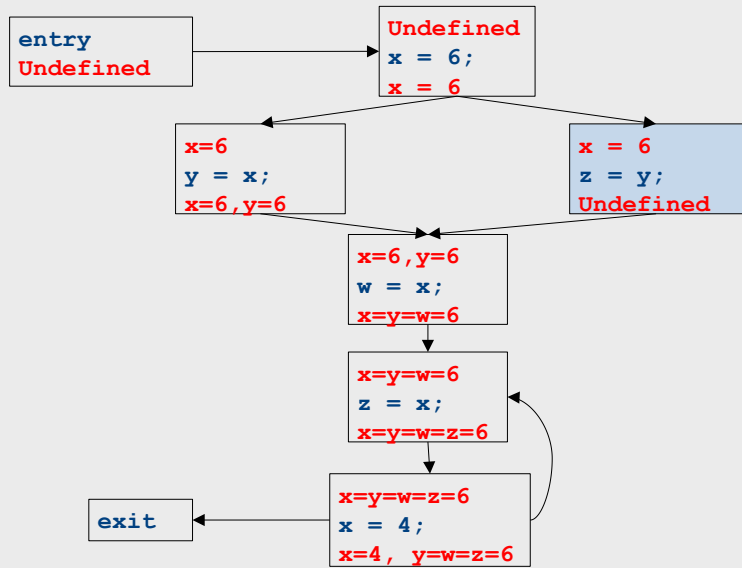 entry
Undefined
Undefined
x = 6;
x = 6
x=6
y = x;
x=6,y=6
x = 6
z = y;
Undefined
x=6,y=6
w = x;
x=y=w=6
x=y=w=6
z = x;
x=y=w=z=6
x=y=w=z=6
x = 4;
x=4, y=w=z=6
exit